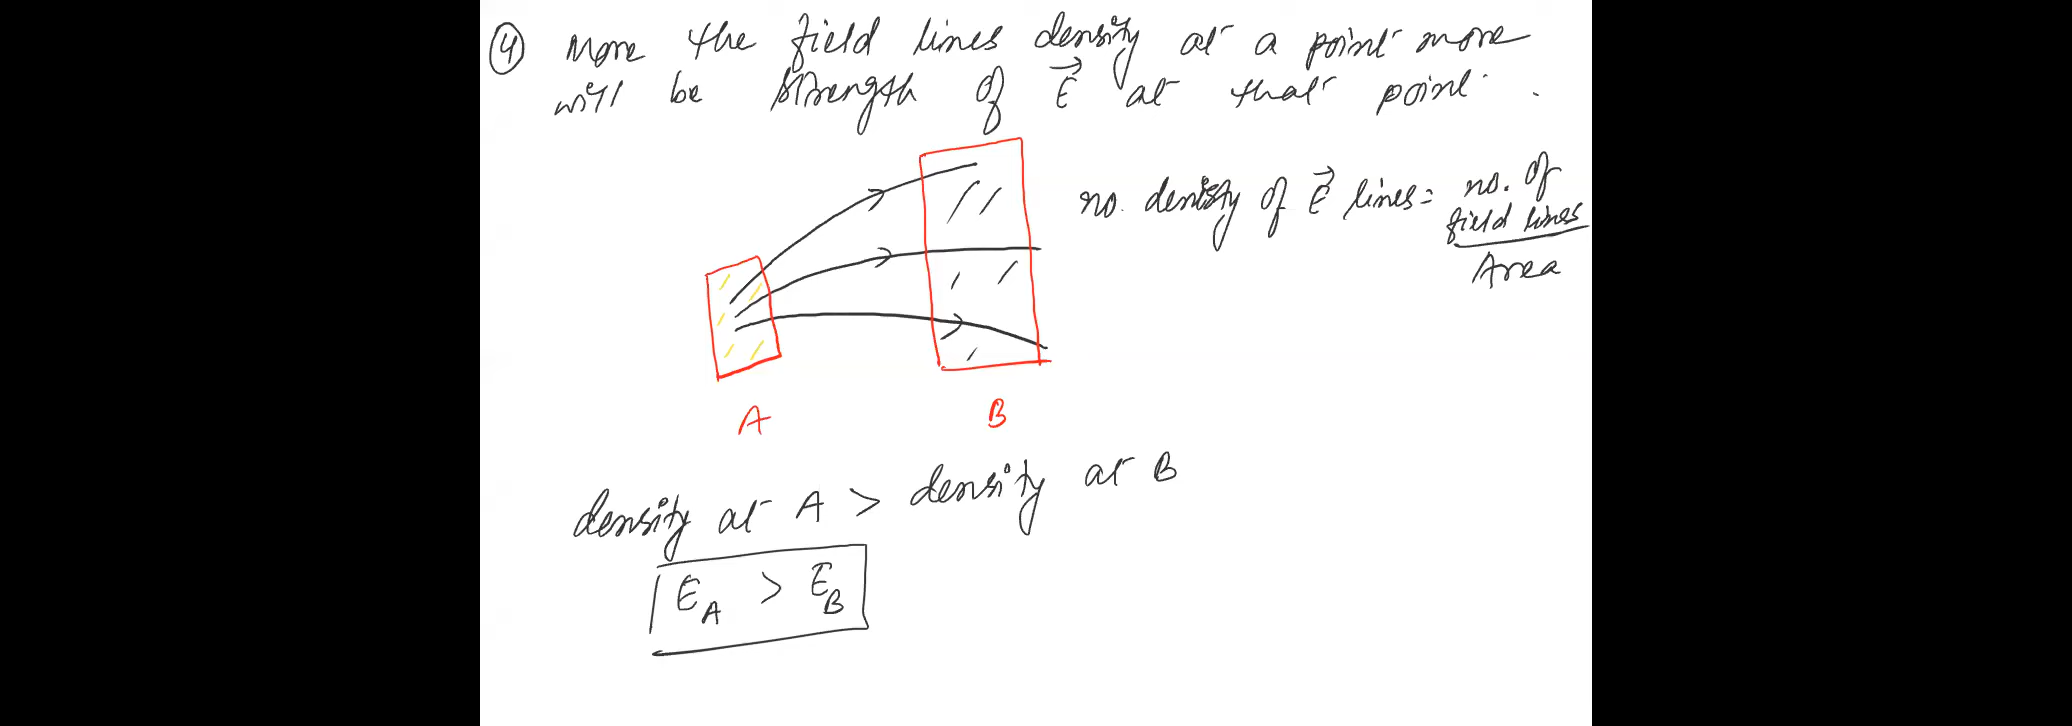 ④ More the field lines density at a point more
will be strength of E⃗ at that point.
no. density of E⃗ lines = no. of
field lines
Area
A
B
density at A > density at B
E_A > E_B